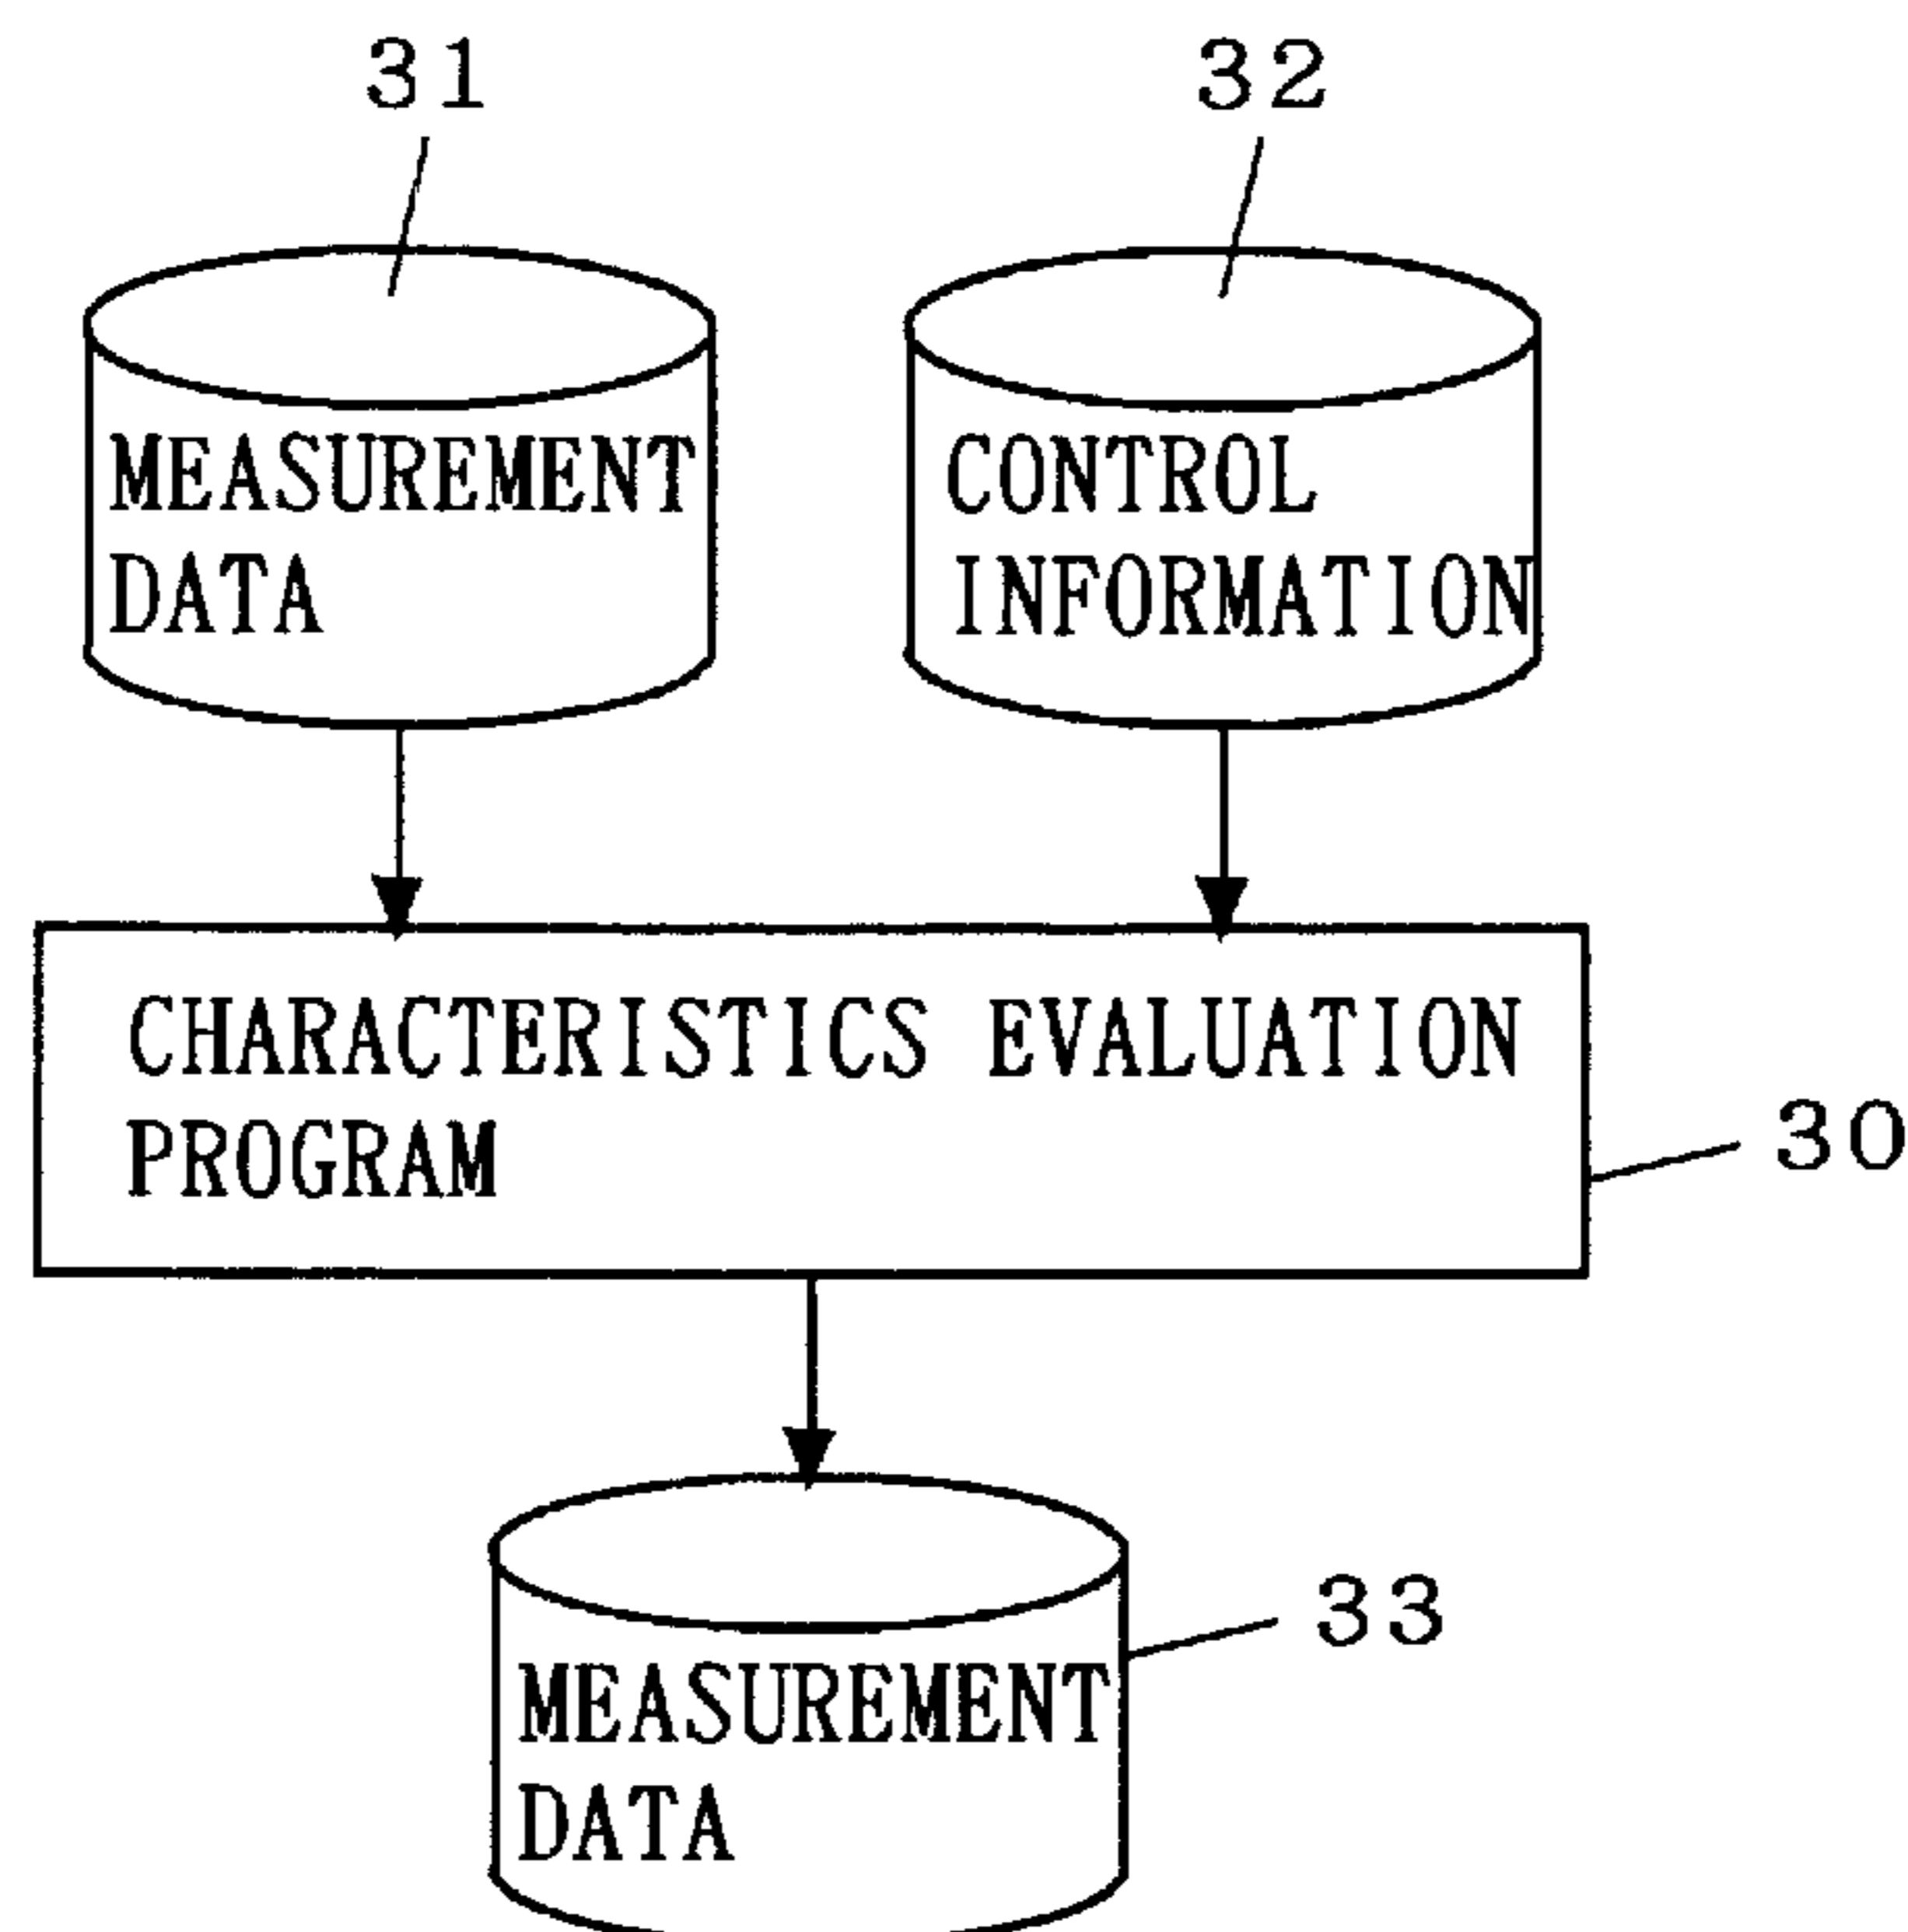 31
32
MEASUREMENT
DATA
CONTROL
INFORMATION
CHARACTERISTICS EVALUATION
PROGRAM
30
33
MEASUREMENT
DATA